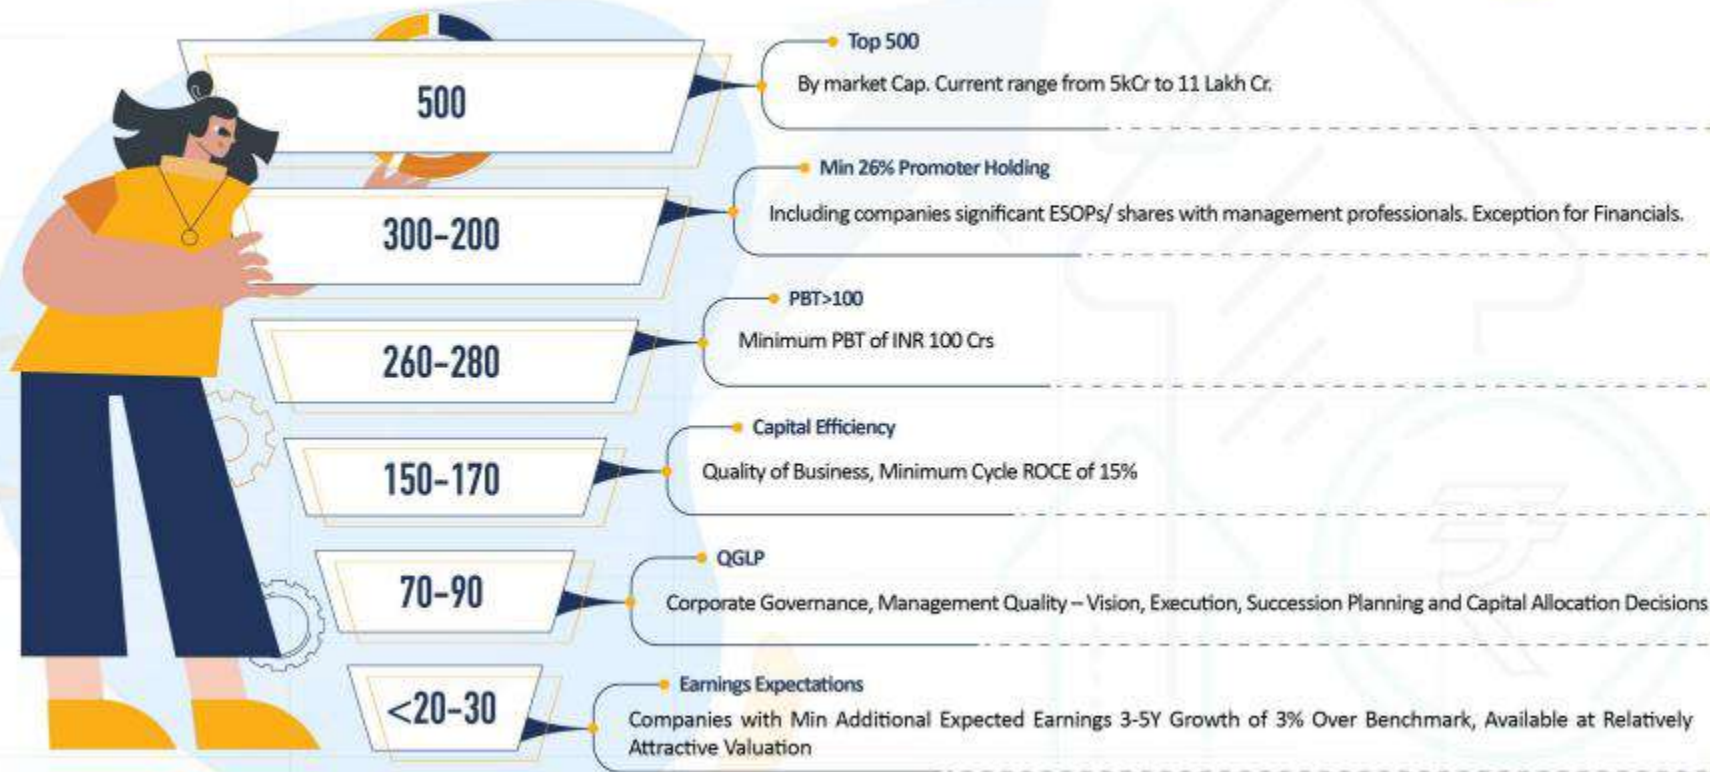 500
Top 500
By market Cap. Current range from 5kCr to 11 Lakh Cr.
300-200
Min 26% Promoter Holding
Including companies significant ESOPs/ shares with management professionals. Exception for Financials.
260-280
PBT>100
Minimum PBT of INR 100 Crs
150-170
Capital Efficiency
Quality of Business, Minimum Cycle ROCE of 15%
70-90
QGLP
Corporate Governance, Management Quality – Vision, Execution, Succession Planning and Capital Allocation Decisions
<20-30
Earnings Expectations
Companies with Min Additional Expected Earnings 3-5Y Growth of 3% Over Benchmark, Available at Relatively
Attractive Valuation